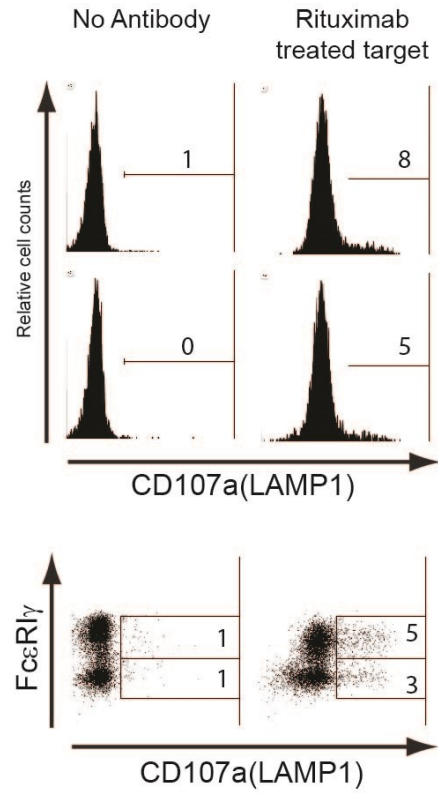 No Antibody
Rituximab
treated target
Relative cell counts
1
8
0
5
CD107a(LAMP1)
FcεRIγ
1
5
1
3
CD107a(LAMP1)